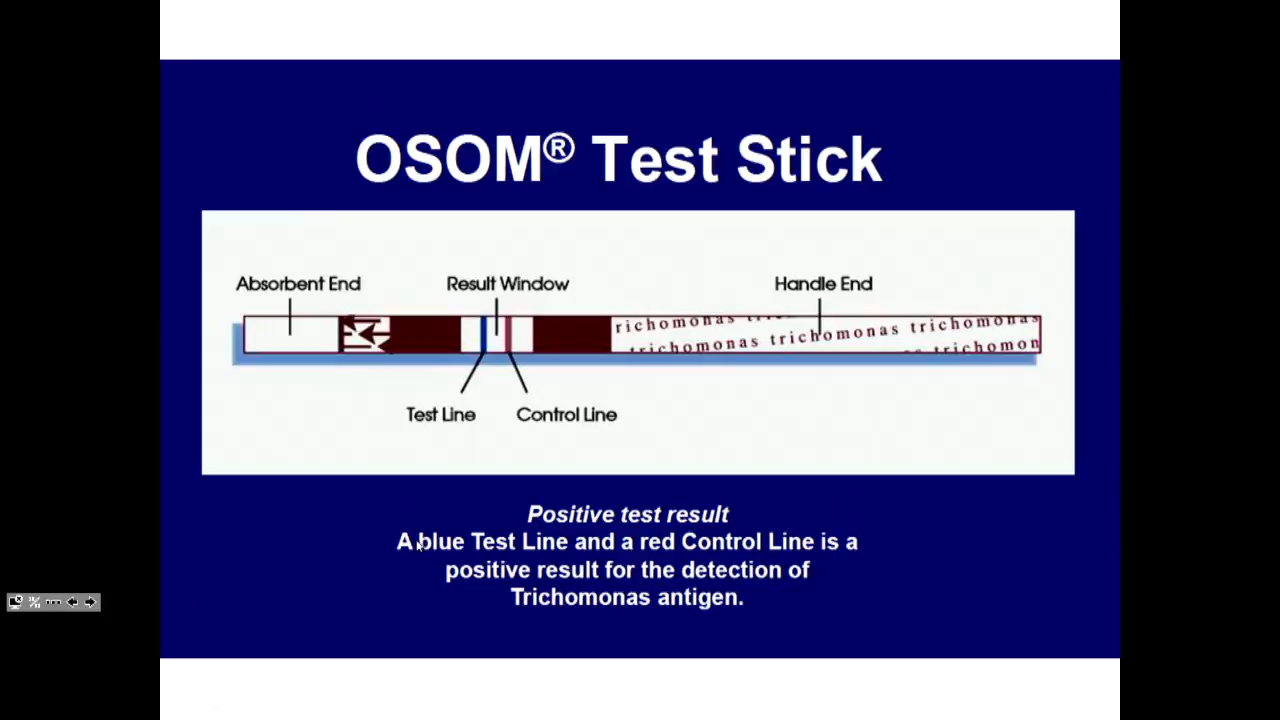 OSOM® Test Stick
Absorbent End
Result Window
Handle End
richomonas
trichomonas
trichomonas trichomonas
trichomonas
trichomon
Test Line
Control Line
Positive test result
A blue Test Line and a red Control Line is a
positive result for the detection of
Trichomonas antigen.